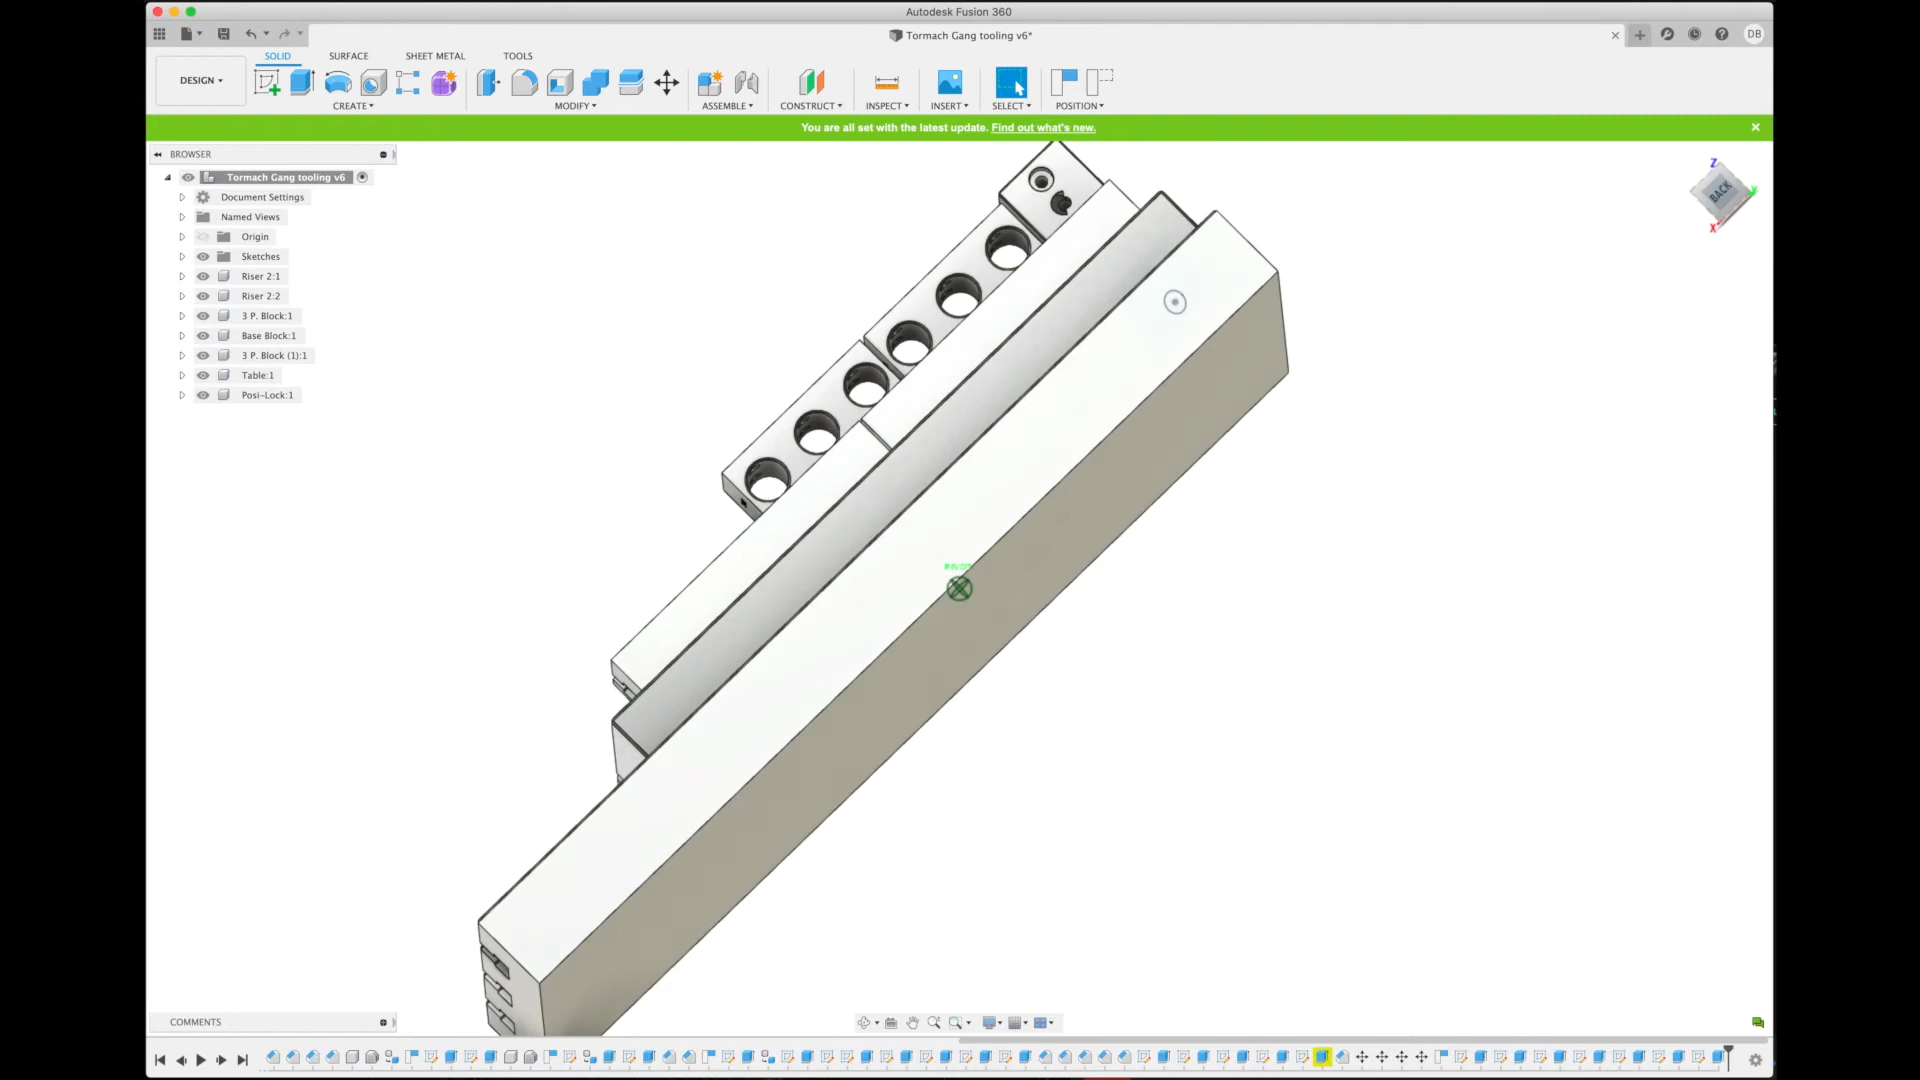 Autodesk Fusion 360
Tormach Gang tooling v6*
DB
SOLID
SURFACE
SHEET METAL
TOOLS
DESIGN
CREATE
MODIFY
ASSEMBLE
CONSTRUCT
INSPECT
INSERT
SELECT
POSITION
You are all set with the latest update. Find out what's new.
BROWSER
Tormach Gang tooling v6
Document Settings
Named Views
Origin
Sketches
Riser 2:1
Riser 2:2
3 P. Block:1
Base Block:1
3 P. Block (1):1
Table:1
Posi-Lock:1
Z
BACK
Y
X
COMMENTS